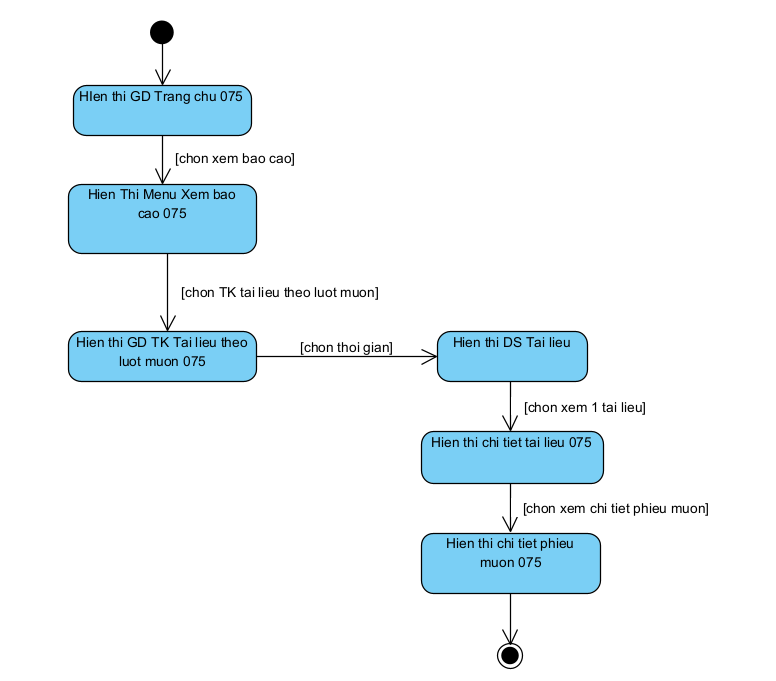 HIen thi GD Trang chu 075
[chon xem bao cao]
Hien Thi Menu Xem bao
cao 075
[chon TK tai lieu theo luot muon]
Hien thi GD TK Tai lieu theo
luot muon 075
[chon thoi gian]
Hien thi DS Tai lieu
[chon xem 1 tai lieu]
Hien thi chi tiet tai lieu 075
[chon xem chi tiet phieu muon]
Hien thi chi tiet phieu
muon 075